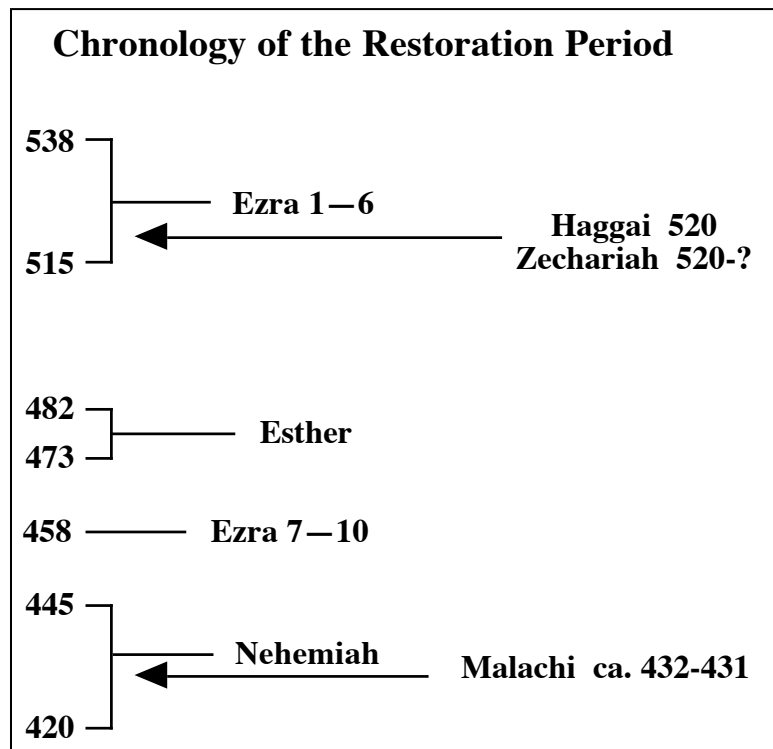 Chronology of the Restoration Period
538
Ezra 1—6
Haggai 520
515
Zechariah 520-?
482
Esther
473
458
Ezra 7—10
445
Nehemiah
Malachi ca. 432-431
420